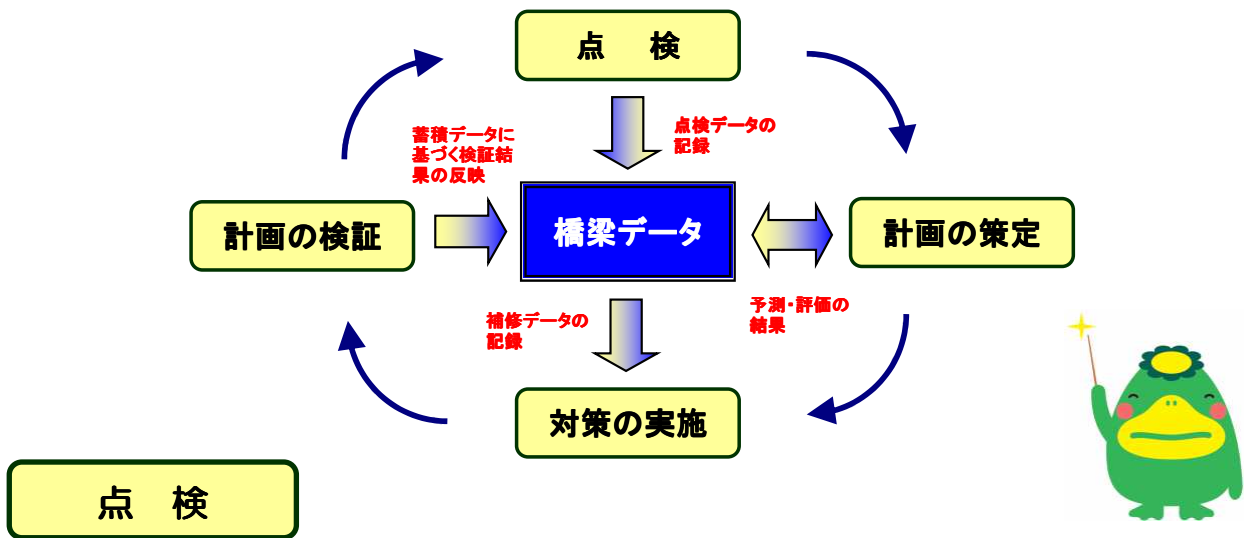 点 検
点検データの
記録
蓄積データに
基づく検証結
果の反映
計画の検証
橋梁データ
計画の策定
補修データの
記録
予測・評価の
結果
対策の実施
点 検